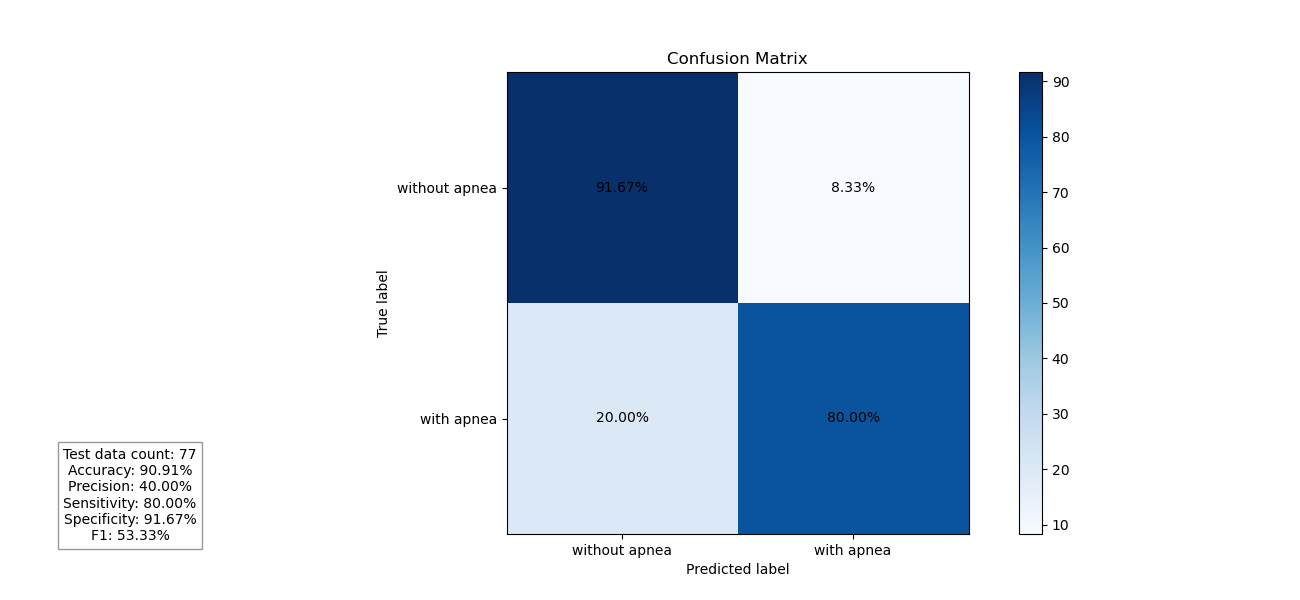 Confusion Matrix
90
80
70
60
50
40
30
20
10
without apnea
91.67%
8.33%
True label
with apnea
20.00%
80.00%
without apnea
with apnea
Predicted label
Test data count: 77
Accuracy: 90.91%
Precision: 40.00%
Sensitivity: 80.00%
Specificity: 91.67%
F1: 53.33%